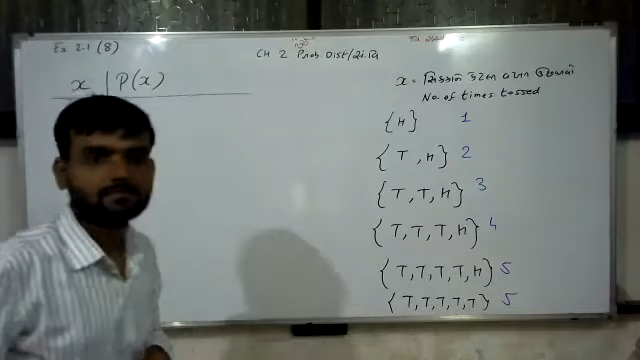 Ex 2.1 (8)
CH 2 Prob. Dist/સં.વિ
x | P(x)
x = સિક્કાને
No. of times tossed
{H} 1
{T, H} 2
{T, T, H} 3
{T, T, T, H} 4
{T, T, T, T, H} 5
{T, T, T, T, T} 5